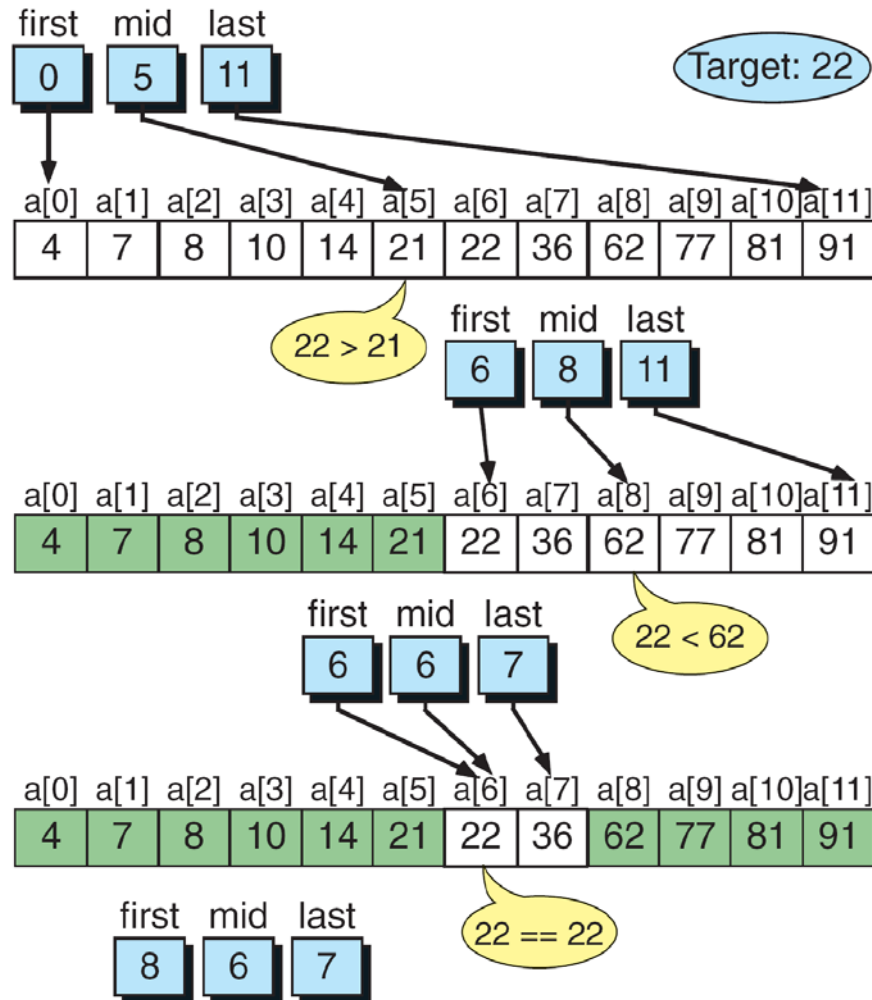 first mid last
0 5 11 Target: 22
a[0] a[1] a[2] a[3] a[4] a[5] a[6] a[7] a[8] a[9] a[10] a[11]
4 7 8 10 14 21 22 36 62 77 81 91
22 > 21
first mid last
6 8 11
a[0] a[1] a[2] a[3] a[4] a[5] a[6] a[7] a[8] a[9] a[10] a[11]
4 7 8 10 14 21 22 36 62 77 81 91
22 < 62
first mid last
6 6 7
a[0] a[1] a[2] a[3] a[4] a[5] a[6] a[7] a[8] a[9] a[10] a[11]
4 7 8 10 14 21 22 36 62 77 81 91
22 == 22
first mid last
8 6 7